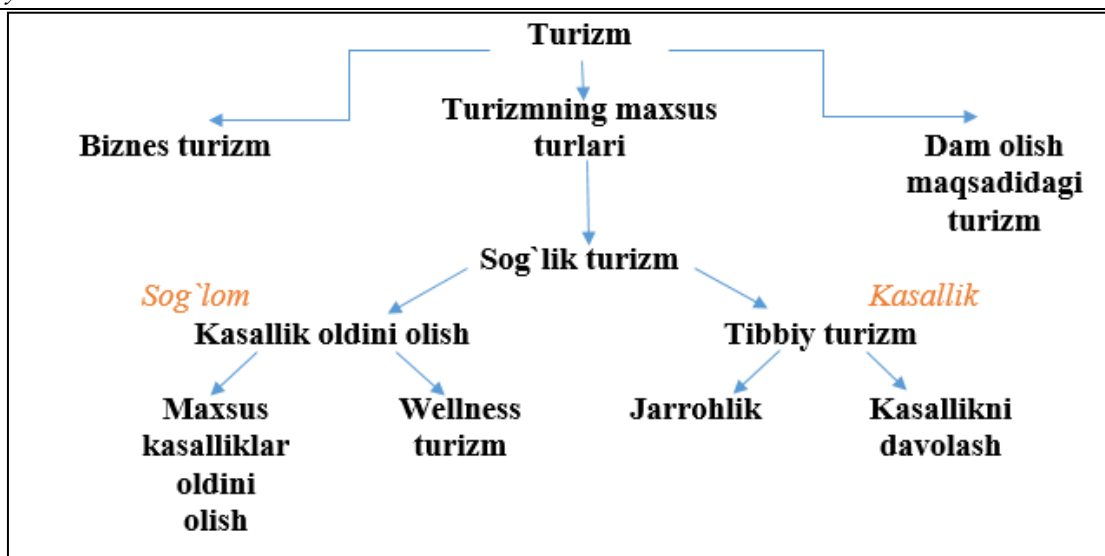 Turizm
Biznes turizm
Turizmning maxsus
turlari
Dam olish
maqsadidagi
turizm
Sog`lik turizm
Sog`lom
Kasallik
Kasallik oldini olish
Tibbiy turizm
Maxsus
kasalliklar
oldini
olish
Wellness
turizm
Jarrohlik
Kasallikni
davolash